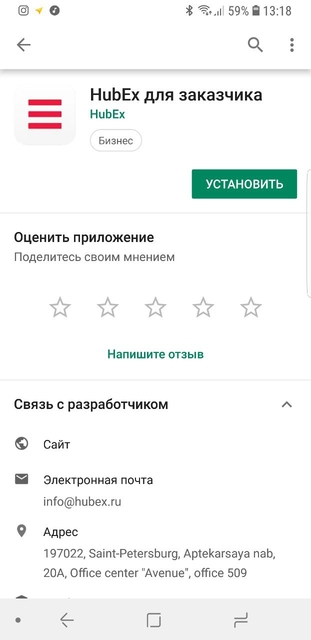 59% 13:18
HubEx для заказчика
HubEx
Бизнес
УСТАНОВИТЬ
Оценить приложение
Поделитесь своим мнением
Напишите отзыв
Связь с разработчиком
Сайт
Электронная почта
info@hubex.ru
Адрес
197022, Saint-Petersburg, Aptekarsaya nab,
20A, Office center "Avenue", office 509